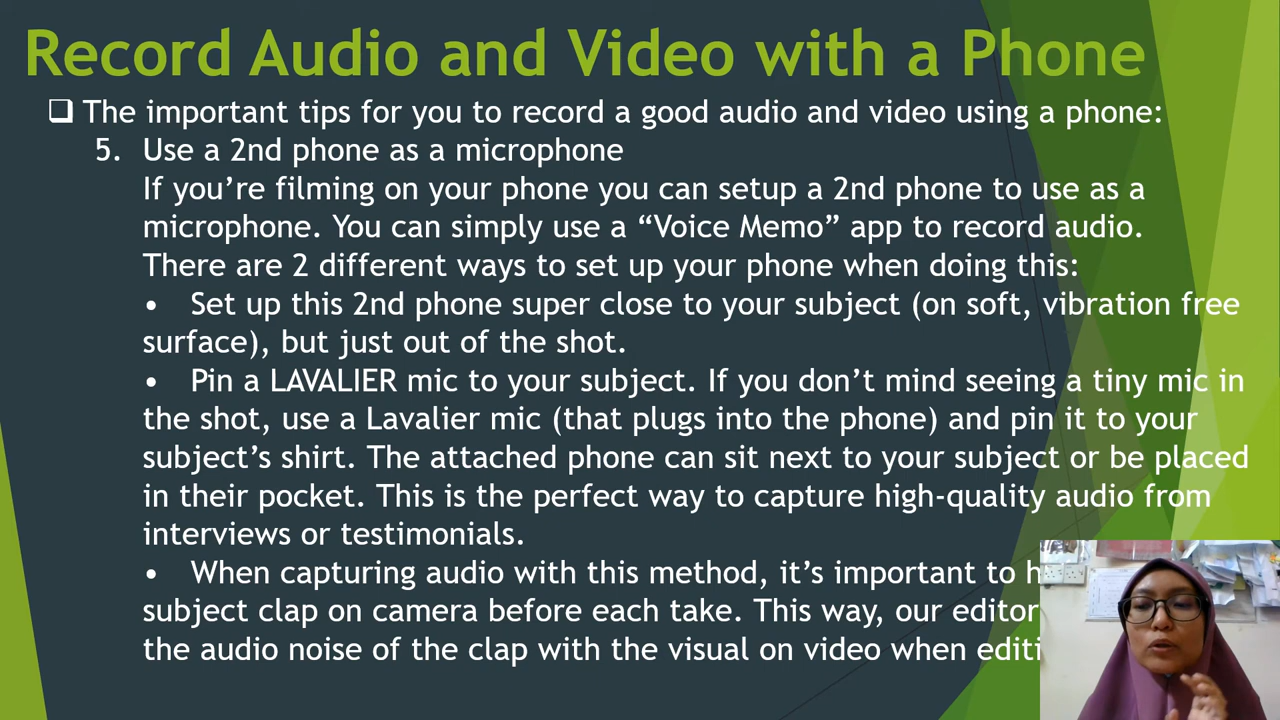 Record Audio and Video with a Phone
❑ The important tips for you to record a good audio and video using a phone:
5. Use a 2nd phone as a microphone
If you’re filming on your phone you can setup a 2nd phone to use as a
microphone. You can simply use a “Voice Memo” app to record audio.
There are 2 different ways to set up your phone when doing this:
• Set up this 2nd phone super close to your subject (on soft, vibration free
surface), but just out of the shot.
• Pin a LAVALIER mic to your subject. If you don’t mind seeing a tiny mic in
the shot, use a Lavalier mic (that plugs into the phone) and pin it to your
subject’s shirt. The attached phone can sit next to your subject or be placed
in their pocket. This is the perfect way to capture high-quality audio from
interviews or testimonials.
• When capturing audio with this method, it’s important to
subject clap on camera before each take. This way, our editor
the audio noise of the clap with the visual on video when